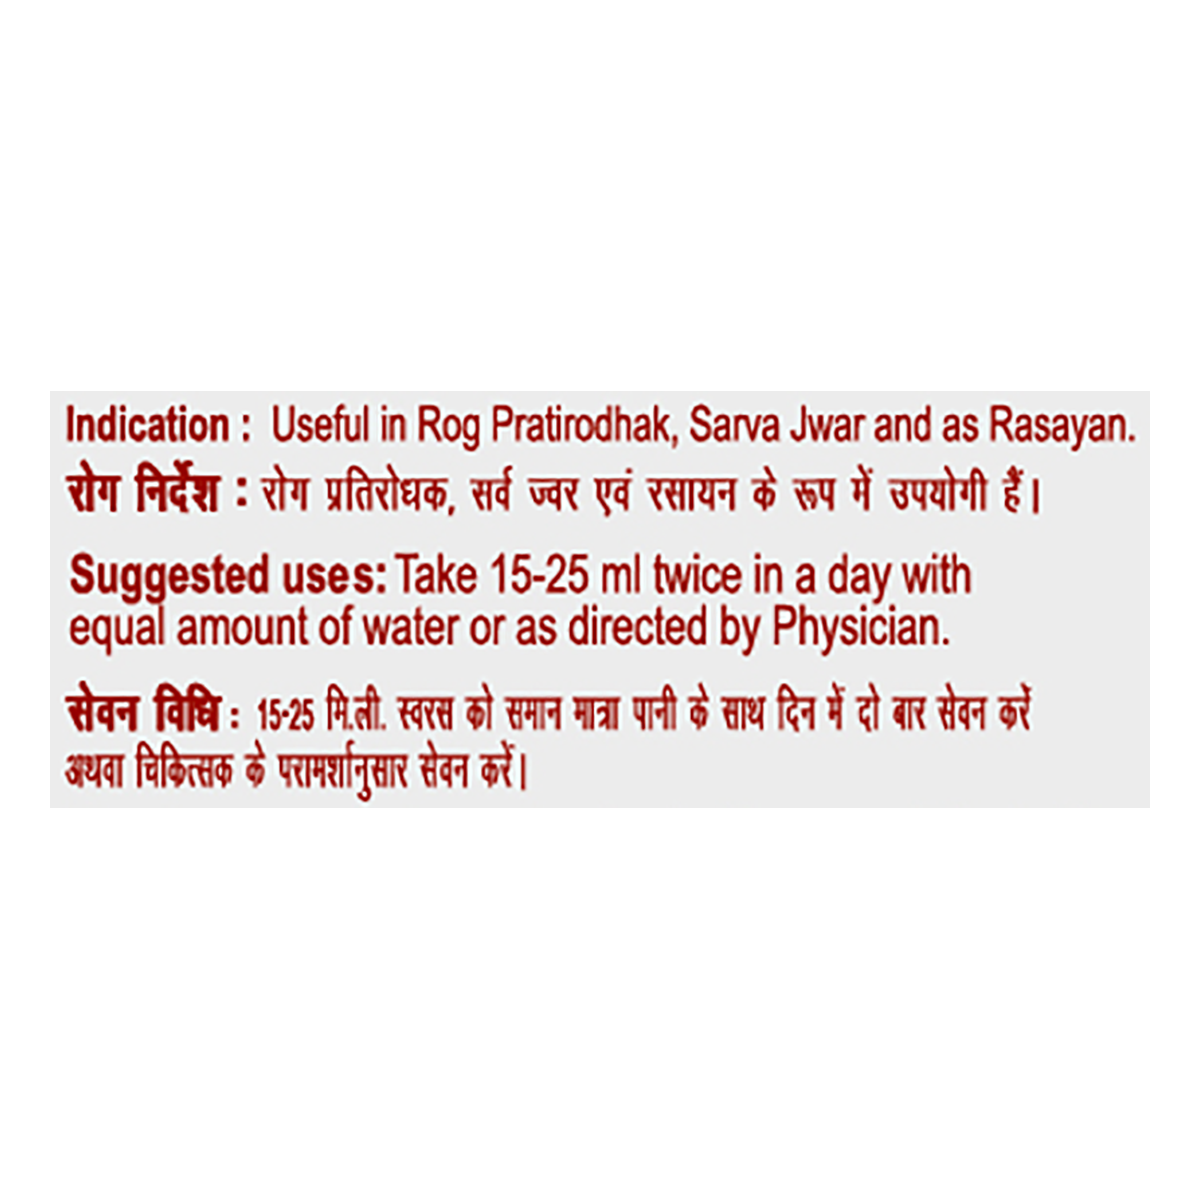 Indication : Useful in Rog Pratirodhak, Sarva Jwar and as Rasayan.
रोग निर्देश : रोग प्रतिरोधक, सर्व ज्वर एवं रसायन के रूप में उपयोगी हैं।
Suggested uses: Take 15-25 ml twice in a day with
equal amount of water or as directed by Physician.
सेवन विधि : 15-25 मि.ली. स्वरस को समान मात्रा पानी के साथ दिन में दो बार सेवन करें
अथवा चिकित्सक के परामर्शानुसार सेवन करें।